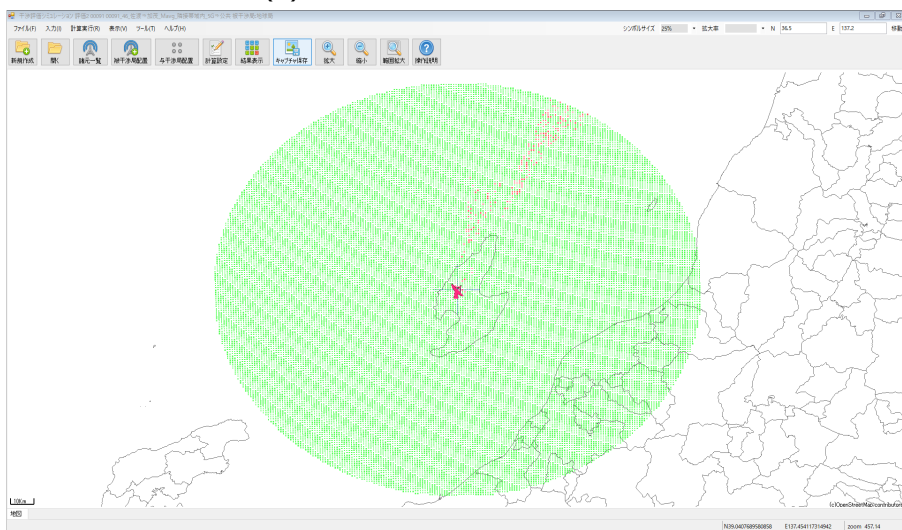 (4)
ファイル(F) 入力(I) 計算実行(R) 表示(V) ツール(T) ヘルプ(H)
シンボルサイズ 25% 拡大率 N 36.5 E 137.2 移動
新規作成 開く 諸元一覧 被干渉局配置 与干渉局配置 計算設定 結果表示 キャプチャ保存 拡大 縮小 範囲拡大 操作説明
10Km
(c)OpenStreetMap contributors
地図
N39.0407689580858 E137.454117314942 zoom 457.14